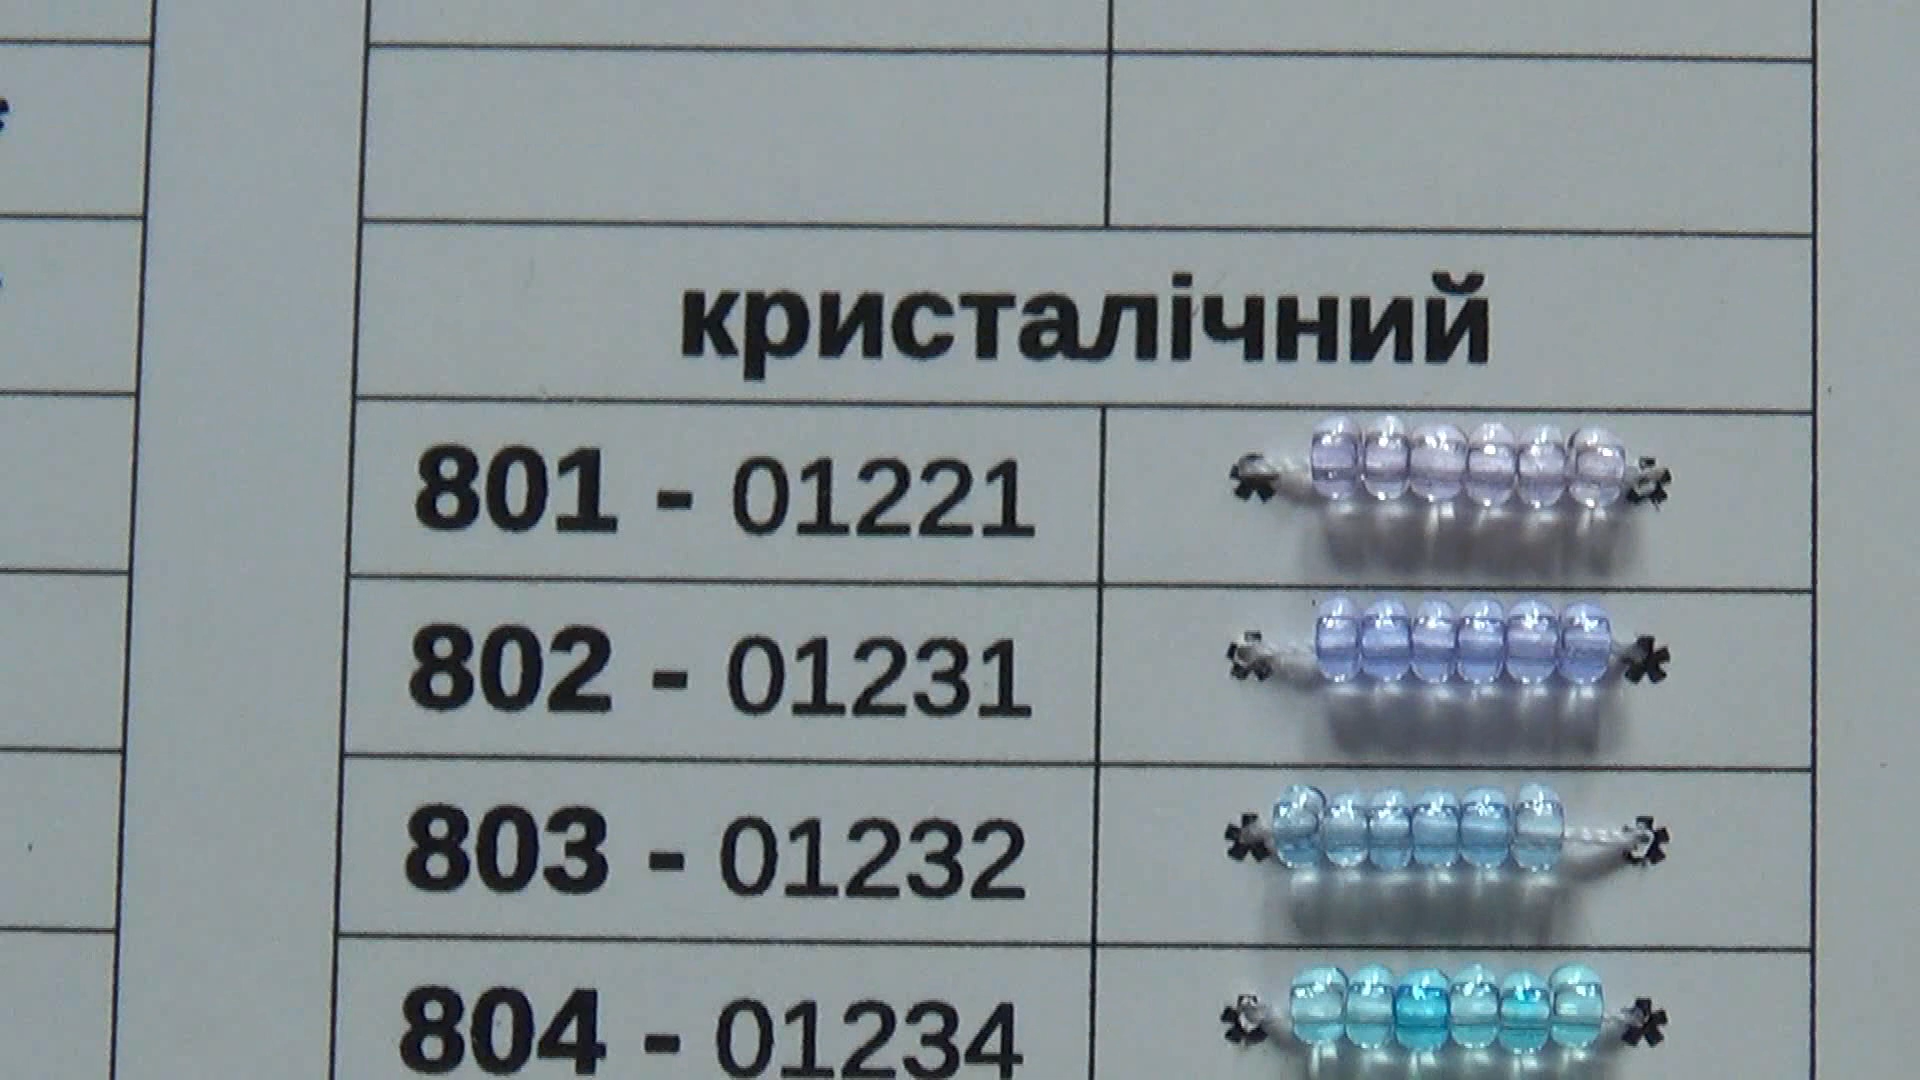 кристалічний
801 - 01221
* *
802 - 01231
* *
803 - 01232
* *
804 - 01234
* *